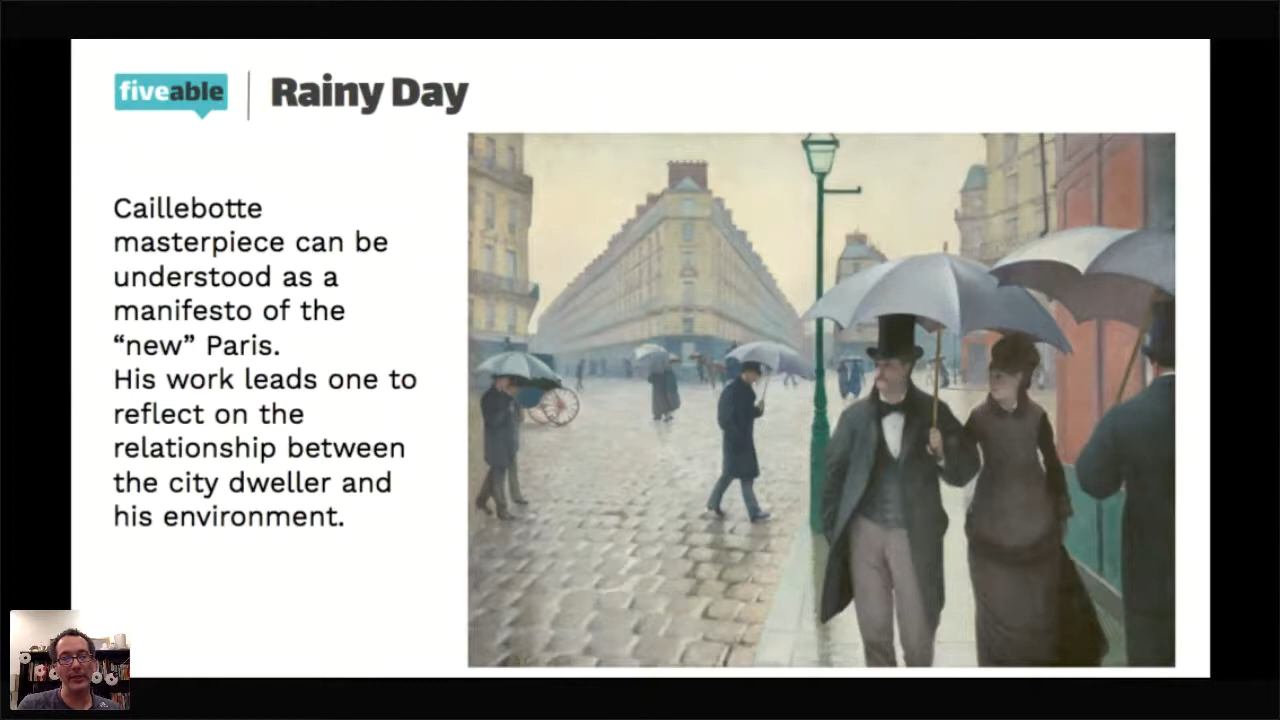 fiveable
Rainy Day
Caillebotte
masterpiece can be
understood as a
manifesto of the
“new” Paris.
His work leads one to
reflect on the
relationship between
the city dweller and
his environment.